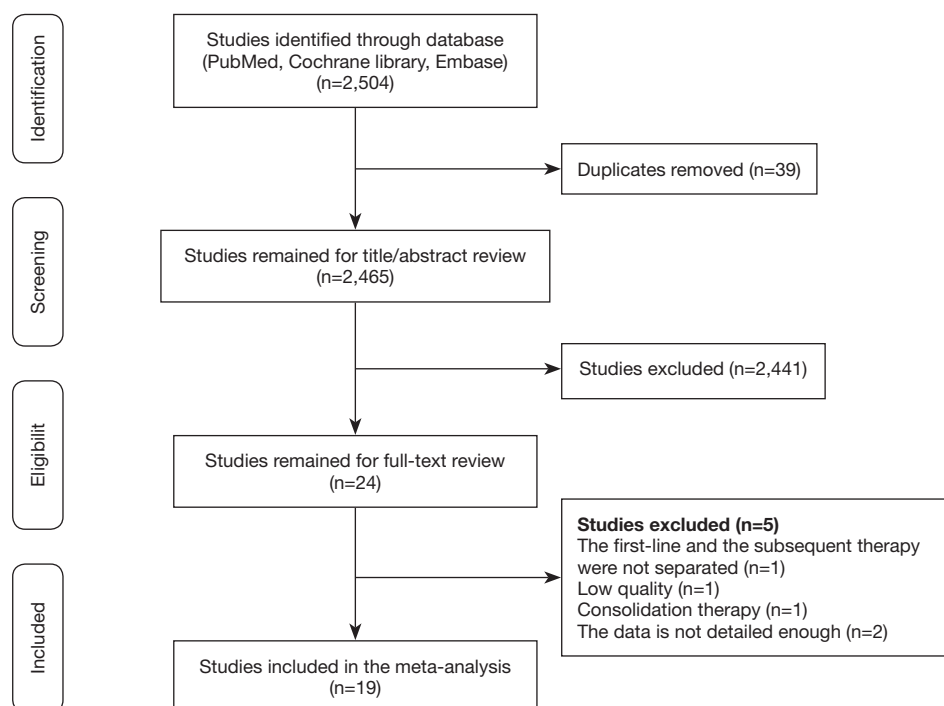 Identification
Studies identified through database
(PubMed, Cochrane library, Embase)
(n=2,504)
Duplicates removed (n=39)
Screening
Studies remained for title/abstract review
(n=2,465)
Studies excluded (n=2,441)
Eligibilit
Studies remained for full-text review
(n=24)
Studies excluded (n=5)
The first-line and the subsequent therapy
were not separated (n=1)
Low quality (n=1)
Consolidation therapy (n=1)
The data is not detailed enough (n=2)
Included
Studies included in the meta-analysis
(n=19)